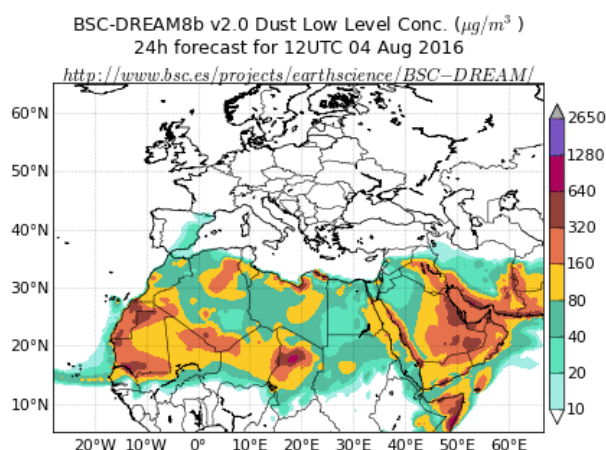 BSC-DREAM8b v2.0 Dust Low Level Conc. (μg/m³ )
24h forecast for 12UTC 04 Aug 2016
http://www.bsc.es/projects/earthscience/BSC−DREAM/
60°N
50°N
40°N
30°N
20°N
10°N
20°W 10°W 0° 10°E 20°E 30°E 40°E 50°E 60°E
2650
1280
640
320
160
80
40
20
10